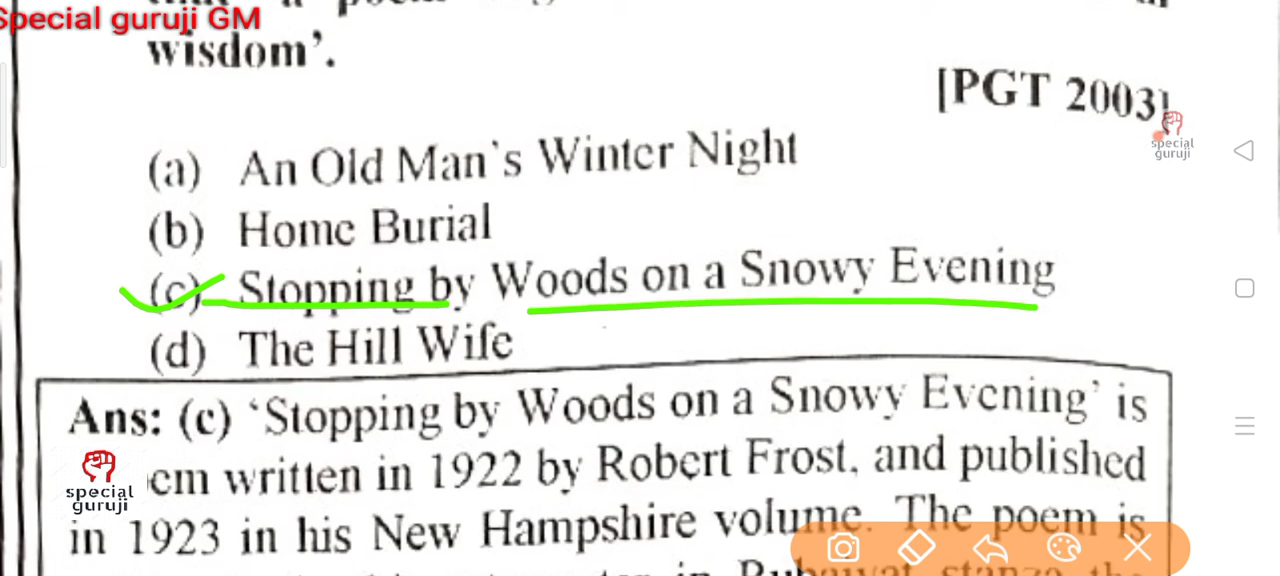 Special guruji GM
a poem
wisdom’.
[PGT 2003]
special
guruji
(a) An Old Man`s Winter Night
(b) Home Burial
(c) Stopping by Woods on a Snowy Evening
(d) The Hill Wife
Ans: (c) ‘Stopping by Woods on a Snowy Evening’ is
em written in 1922 by Robert Frost, and published
special
guruji
in 1923 in his New Hampshire volume. The poem is
in